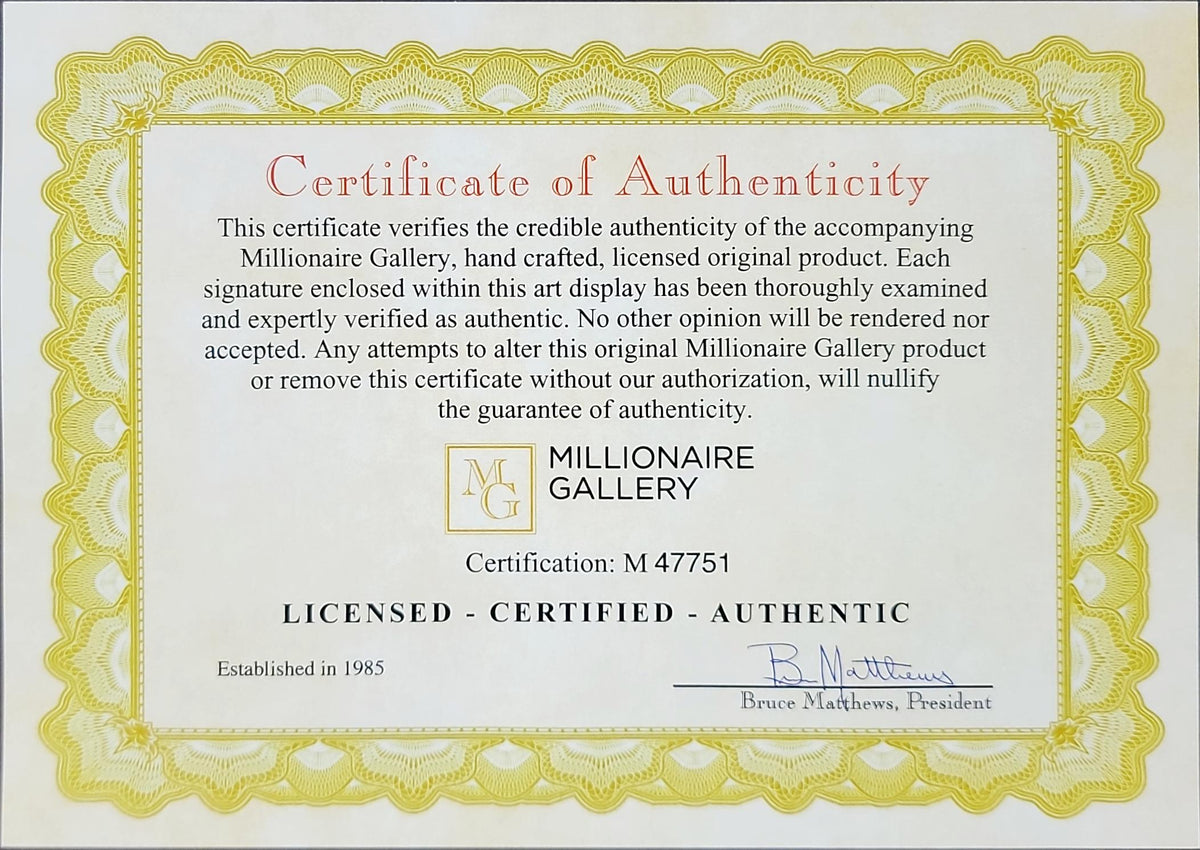 Certificate of Authenticity
This certificate verifies the credible authenticity of the accompanying
Millionaire Gallery, hand crafted, licensed original product. Each
signature enclosed within this art display has been thoroughly examined
and expertly verified as authentic. No other opinion will be rendered nor
accepted. Any attempts to alter this original Millionaire Gallery product
or remove this certificate without our authorization, will nullify
the guarantee of authenticity.
MG
MILLIONAIRE
GALLERY
Certification: M 47751
LICENSED - CERTIFIED - AUTHENTIC
Established in 1985
B Matthews
Bruce Matthews, President